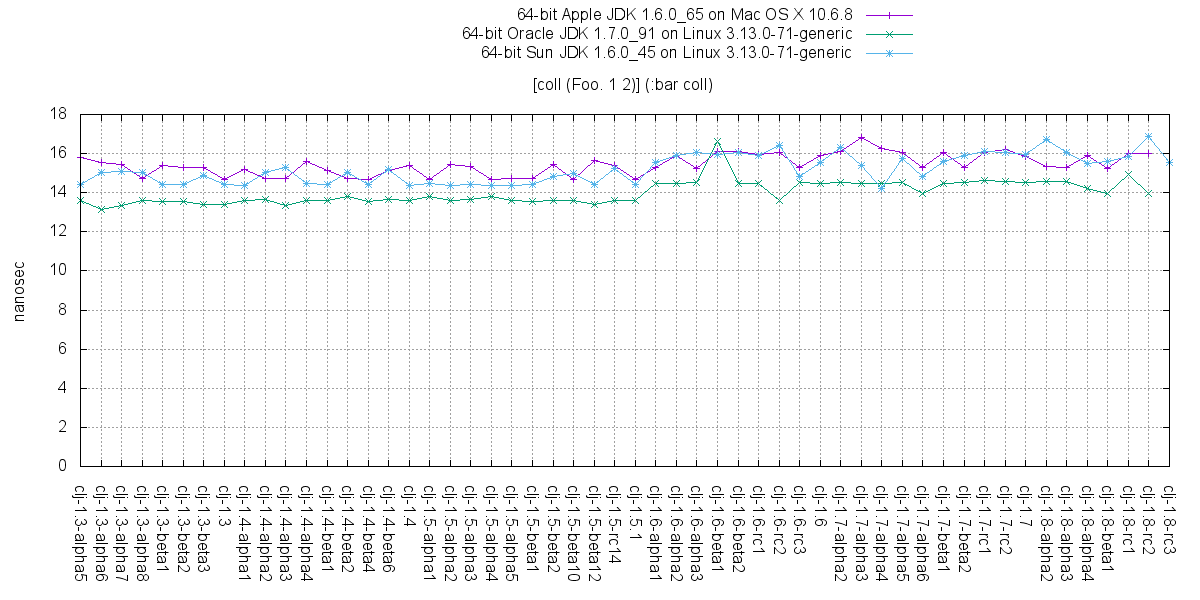 64-bit Apple JDK 1.6.0_65 on Mac OS X 10.6.8
64-bit Oracle JDK 1.7.0_91 on Linux 3.13.0-71-generic
64-bit Sun JDK 1.6.0_45 on Linux 3.13.0-71-generic
[coll (Foo. 1 2)] (:bar coll)
nanosec
18
16
14
12
10
8
6
4
2
0
clj-1.3-alpha5
clj-1.3-alpha6
clj-1.3-alpha7
clj-1.3-alpha8
clj-1.3-beta1
clj-1.3-beta2
clj-1.3-beta3
clj-1.3
clj-1.4-alpha1
clj-1.4-alpha2
clj-1.4-alpha3
clj-1.4-alpha4
clj-1.4-beta1
clj-1.4-beta2
clj-1.4-beta4
clj-1.4-beta6
clj-1.4
clj-1.5-alpha1
clj-1.5-alpha2
clj-1.5-alpha3
clj-1.5-alpha4
clj-1.5-alpha5
clj-1.5-beta1
clj-1.5-beta2
clj-1.5-beta10
clj-1.5-beta12
clj-1.5-rc14
clj-1.5.1
clj-1.6-alpha1
clj-1.6-alpha2
clj-1.6-alpha3
clj-1.6-beta1
clj-1.6-beta2
clj-1.6-rc1
clj-1.6-rc2
clj-1.6-rc3
clj-1.6
clj-1.7-alpha2
clj-1.7-alpha3
clj-1.7-alpha4
clj-1.7-alpha5
clj-1.7-alpha6
clj-1.7-beta1
clj-1.7-beta2
clj-1.7-rc1
clj-1.7-rc2
clj-1.7
clj-1.8-alpha2
clj-1.8-alpha3
clj-1.8-alpha4
clj-1.8-beta1
clj-1.8-rc1
clj-1.8-rc2
clj-1.8-rc3